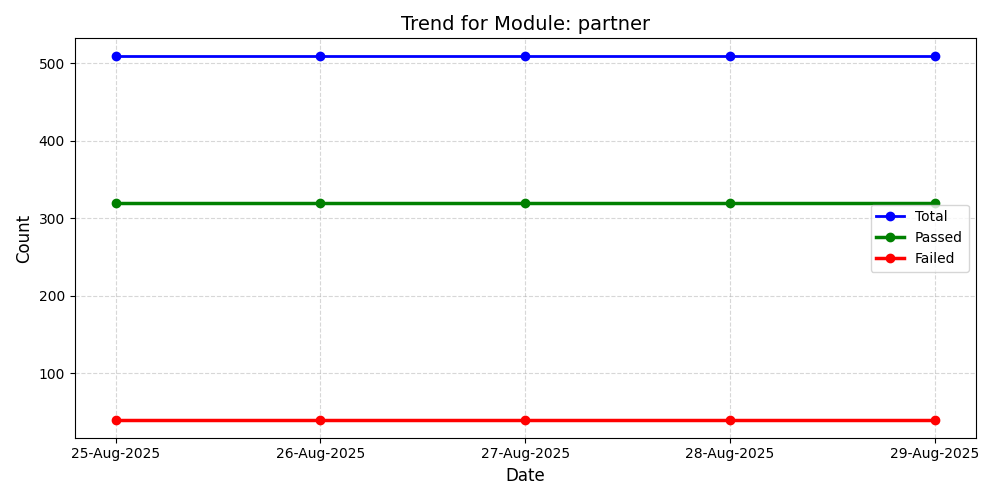 Trend for Module: partner
Count
500
400
300
200
100
Total
Passed
Failed
25-Aug-2025
26-Aug-2025
27-Aug-2025
28-Aug-2025
29-Aug-2025
Date